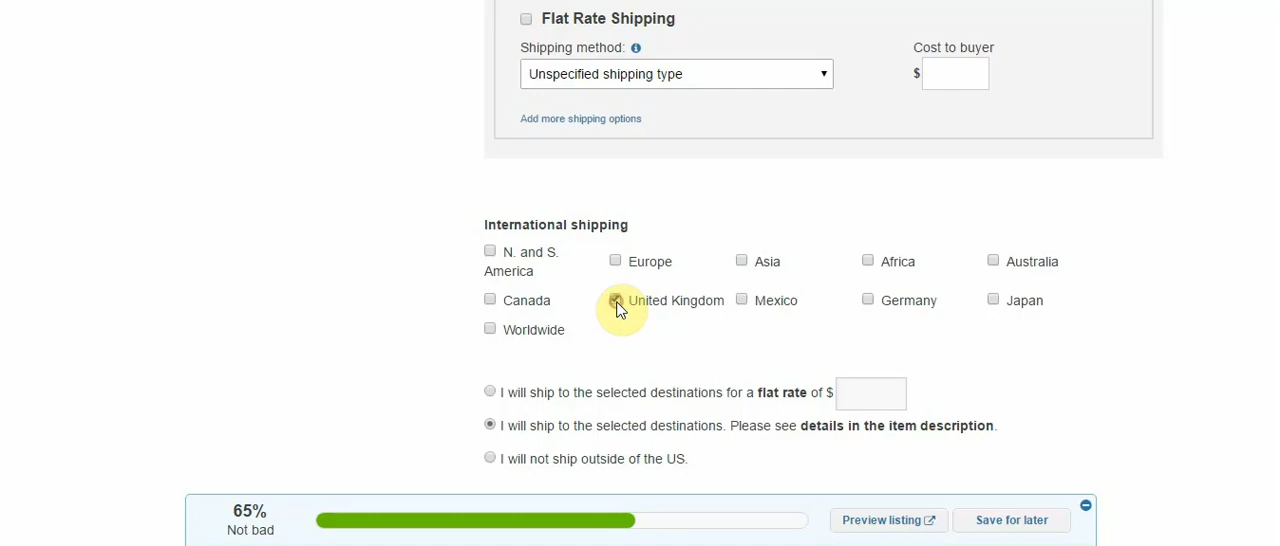 Flat Rate Shipping
Shipping method:
Cost to buyer
Unspecified shipping type
$
Add more shipping options
International shipping
N. and S. America
Europe
Asia
Africa
Australia
Canada
United Kingdom
Mexico
Germany
Japan
Worldwide
I will ship to the selected destinations for a flat rate of $
I will ship to the selected destinations. Please see details in the item description.
I will not ship outside of the US.
65%
Not bad
Preview listing
Save for later